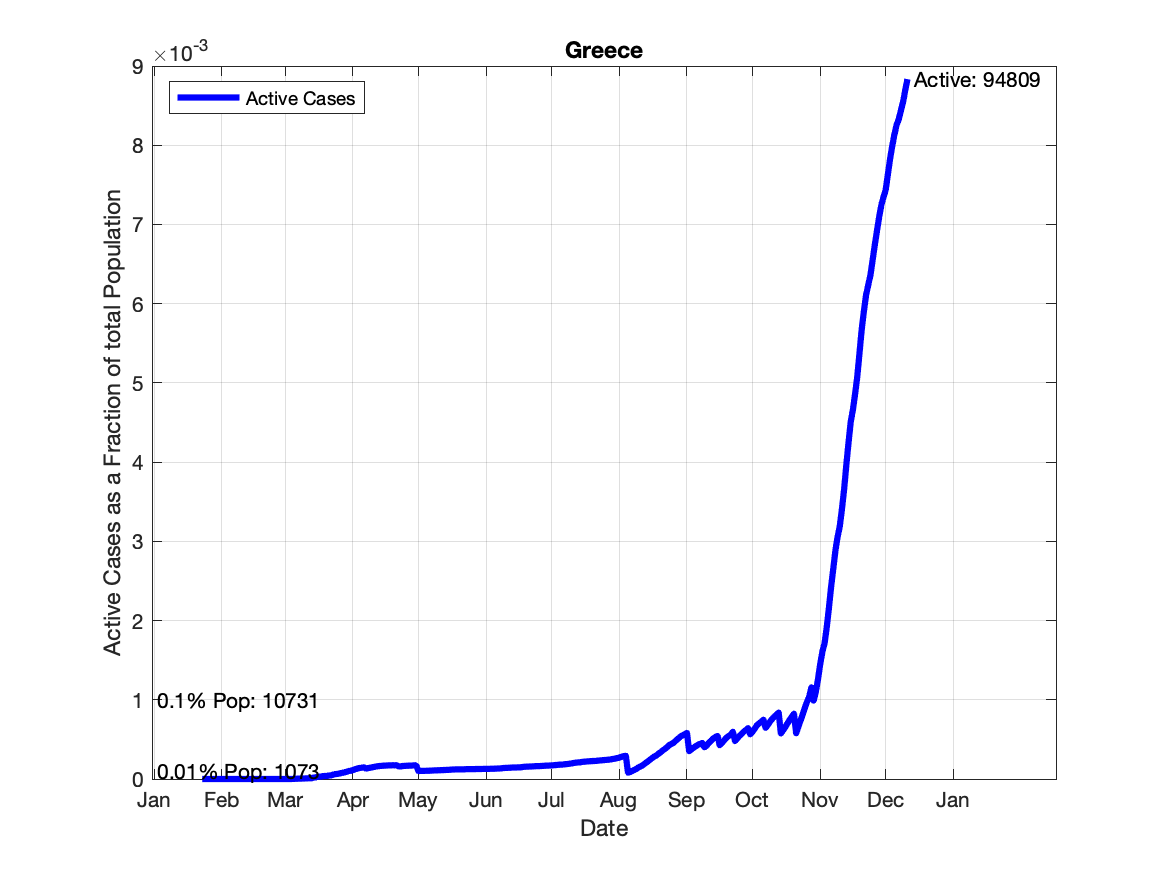 Greece
×10-3
9
8
7
6
5
4
3
2
1
0
Active Cases as a Fraction of total Population
Active Cases
Active: 94809
0.1% Pop: 10731
0.01% Pop: 1073
Jan Feb Mar Apr May Jun Jul Aug Sep Oct Nov Dec Jan
Date